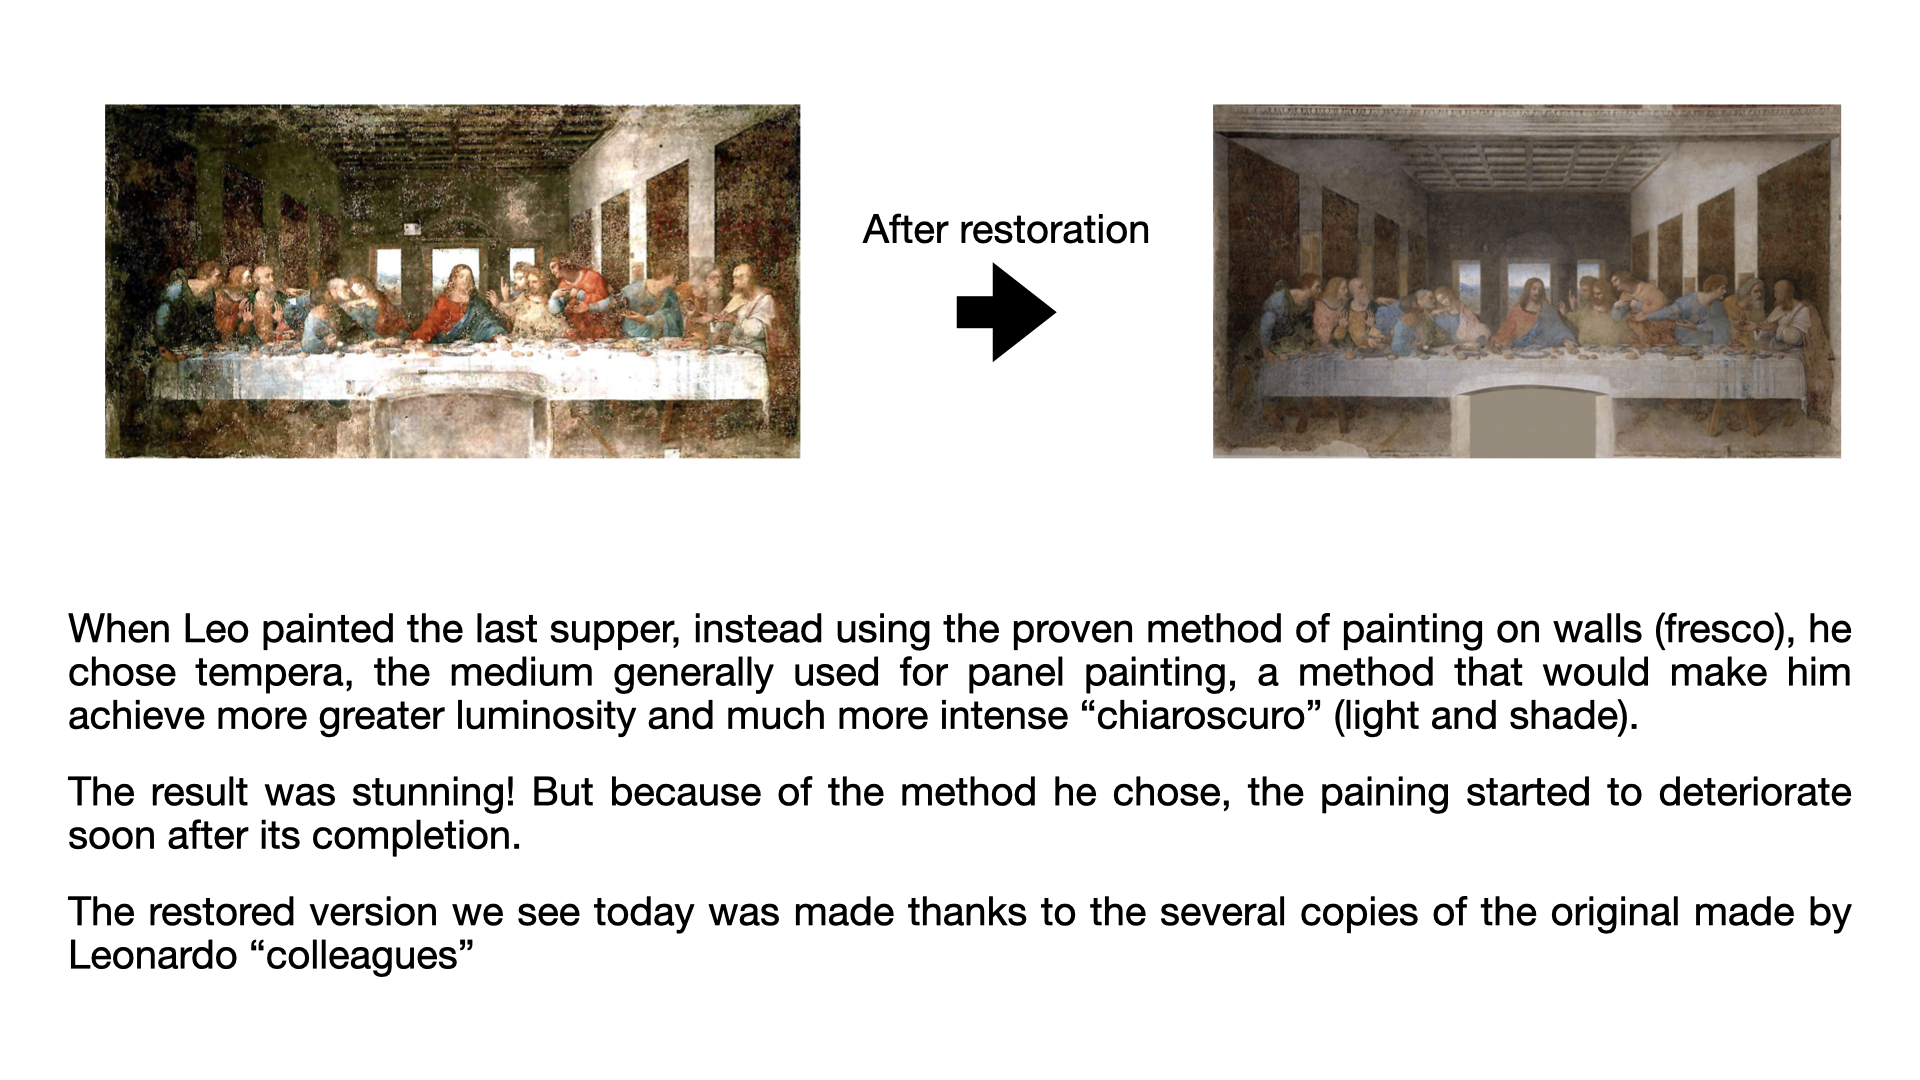 After restoration
When Leo painted the last supper, instead using the proven method of painting on walls (fresco), he
chose tempera, the medium generally used for panel painting, a method that would make him
achieve more greater luminosity and much more intense “chiaroscuro” (light and shade).
The result was stunning! But because of the method he chose, the paining started to deteriorate
soon after its completion.
The restored version we see today was made thanks to the several copies of the original made by
Leonardo “colleagues”